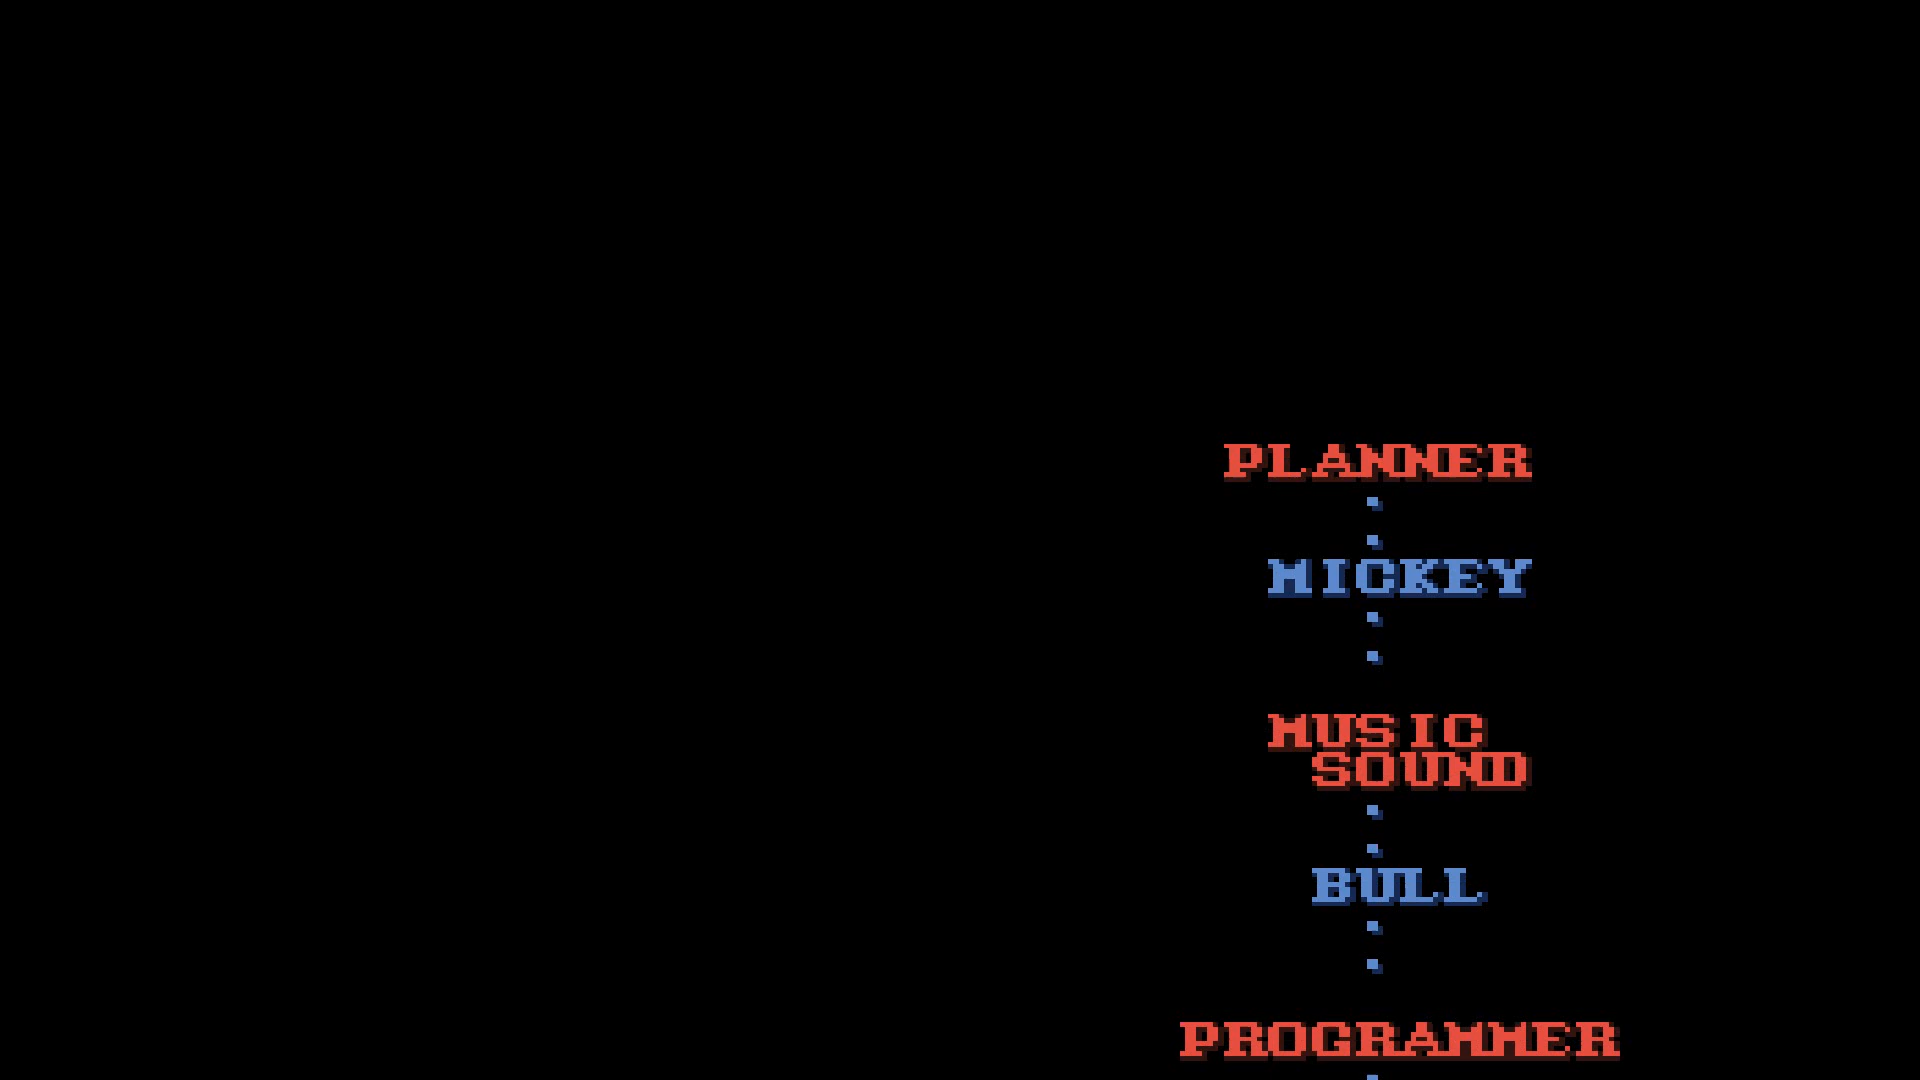 PLANNER
.
.
MICKEY
.
.
MUSIC
SOUND
.
.
BULL
.
.
PROGRAMMER